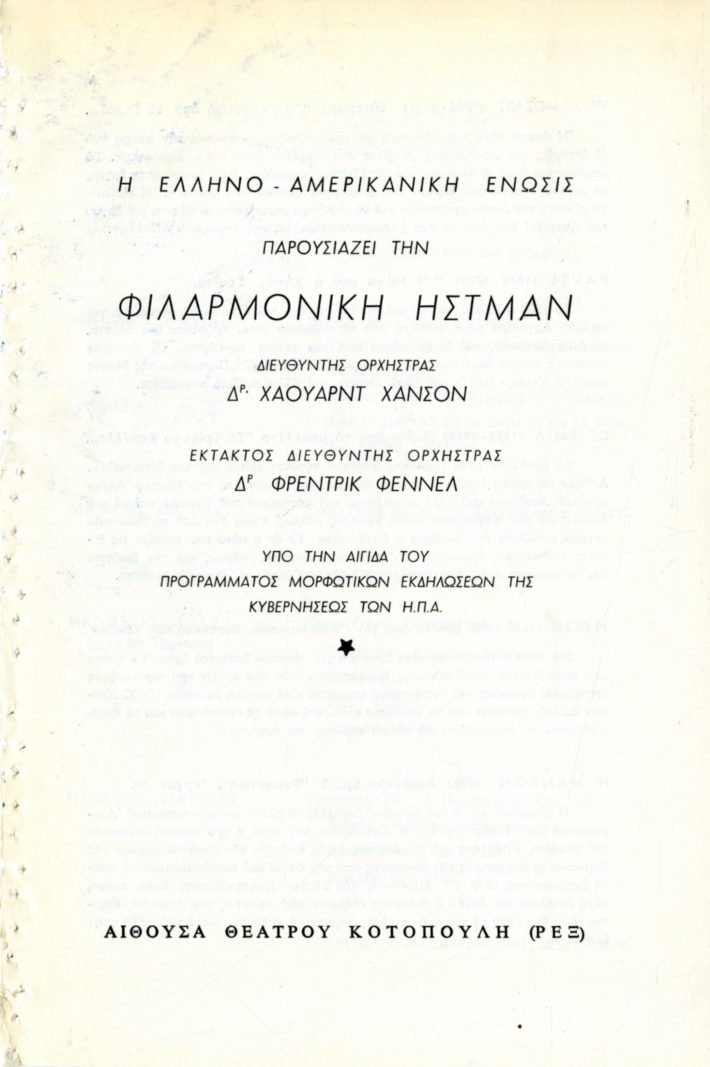 Η ΕΛΛΗΝΟ - ΑΜΕΡΙΚΑΝΙΚΗ ΕΝΩΣΙΣ
ΠΑΡΟΥΣΙΑΖΕΙ ΤΗΝ
ΦΙΛΑΡΜΟΝΙΚΗ ΗΣΤΜΑΝ
ΔΙΕΥΘΥΝΤΗΣ ΟΡΧΗΣΤΡΑΣ
Δρ. ΧΑΟΥΑΡΝΤ ΧΑΝΣΟΝ
ΕΚΤΑΚΤΟΣ ΔΙΕΥΘΥΝΤΗΣ ΟΡΧΗΣΤΡΑΣ
Δρ ΦΡΕΝΤΡΙΚ ΦΕΝΝΕΛ
ΥΠΟ ΤΗΝ ΑΙΓΙΔΑ ΤΟΥ
ΠΡΟΓΡΑΜΜΑΤΟΣ ΜΟΡΦΩΤΙΚΩΝ ΕΚΔΗΛΩΣΕΩΝ ΤΗΣ
ΚΥΒΕΡΝΗΣΕΩΣ ΤΩΝ Η.Π.Α.
ΑΙΘΟΥΣΑ ΘΕΑΤΡΟΥ ΚΟΤΟΠΟΥΛΗ (ΡΕΞ)